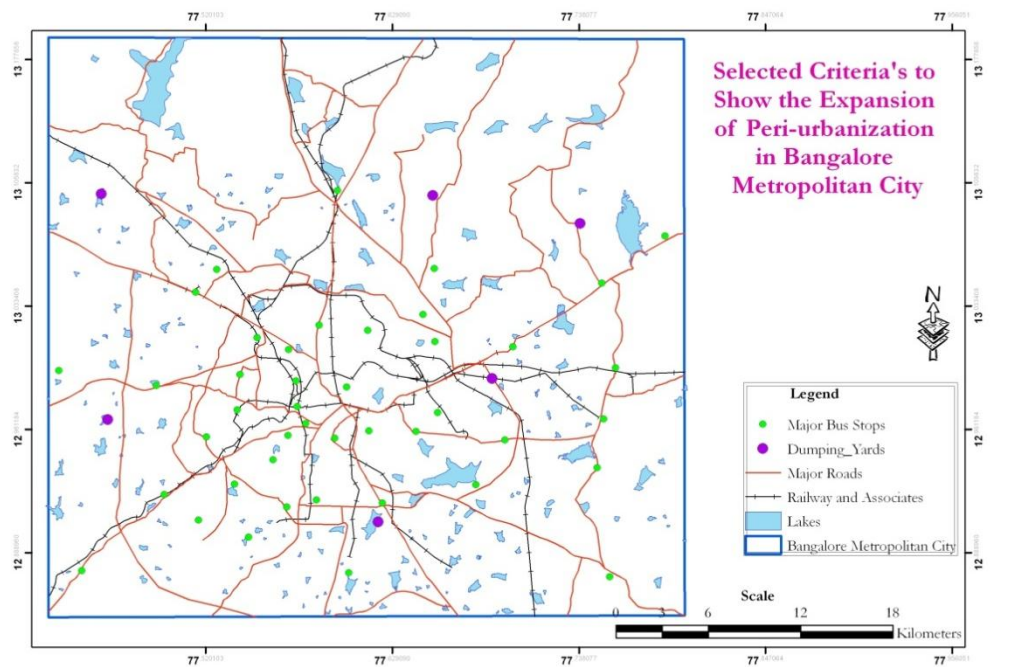 77 77 77 77 77
Selected Criteria's to
Show the Expansion
of Peri-urbanization
in Bangalore
Metropolitan City
13 13
13 13
13 13
12 12
12 12
N
Legend
Major Bus Stops
Dumping_Yards
Major Roads
Railway and Associates
Lakes
Bangalore Metropolitan City
Scale
0 3 6 12 18
Kilometers
77 77 77 77 77